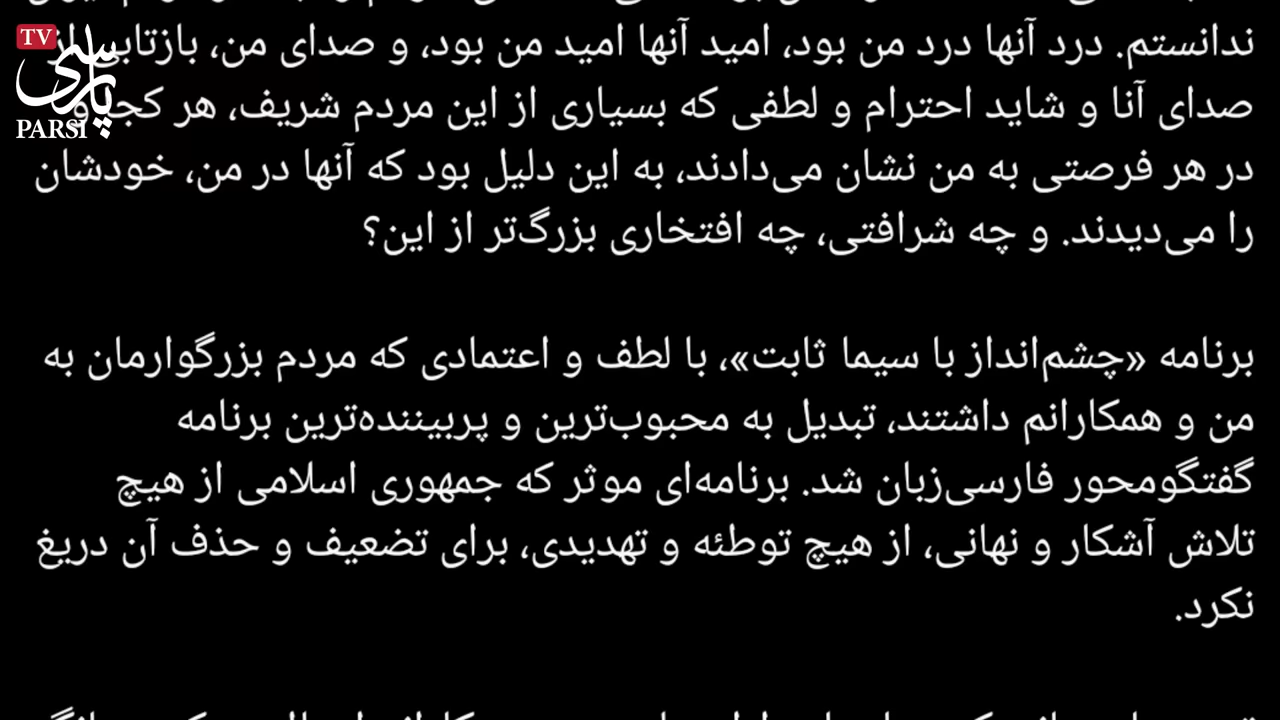 ندانستم. درد آنها درد من بود، امید آنها امید من بود، و صدای من، بازتابی از
صدای آنا و شاید احترام و لطفی که بسیاری از این مردم شریف، هر کجا و
در هر فرصتی به من نشان می‌دادند، به این دلیل بود که آنها در من، خودشان
را می‌دیدند. و چه شرافتی، چه افتخاری بزرگ‌تر از این؟
برنامه «چشم‌انداز با سیما ثابت»، با لطف و اعتمادی که مردم بزرگوارمان به
من و همکارانم داشتند، تبدیل به محبوب‌ترین و پربیننده‌ترین برنامه
گفتگومحور فارسی‌زبان شد. برنامه‌ای موثر که جمهوری اسلامی از هیچ
تلاش آشکار و نهانی، از هیچ توطئه و تهدیدی، برای تضعیف و حذف آن دریغ
نکرد.
TV
پارسی
PARSI